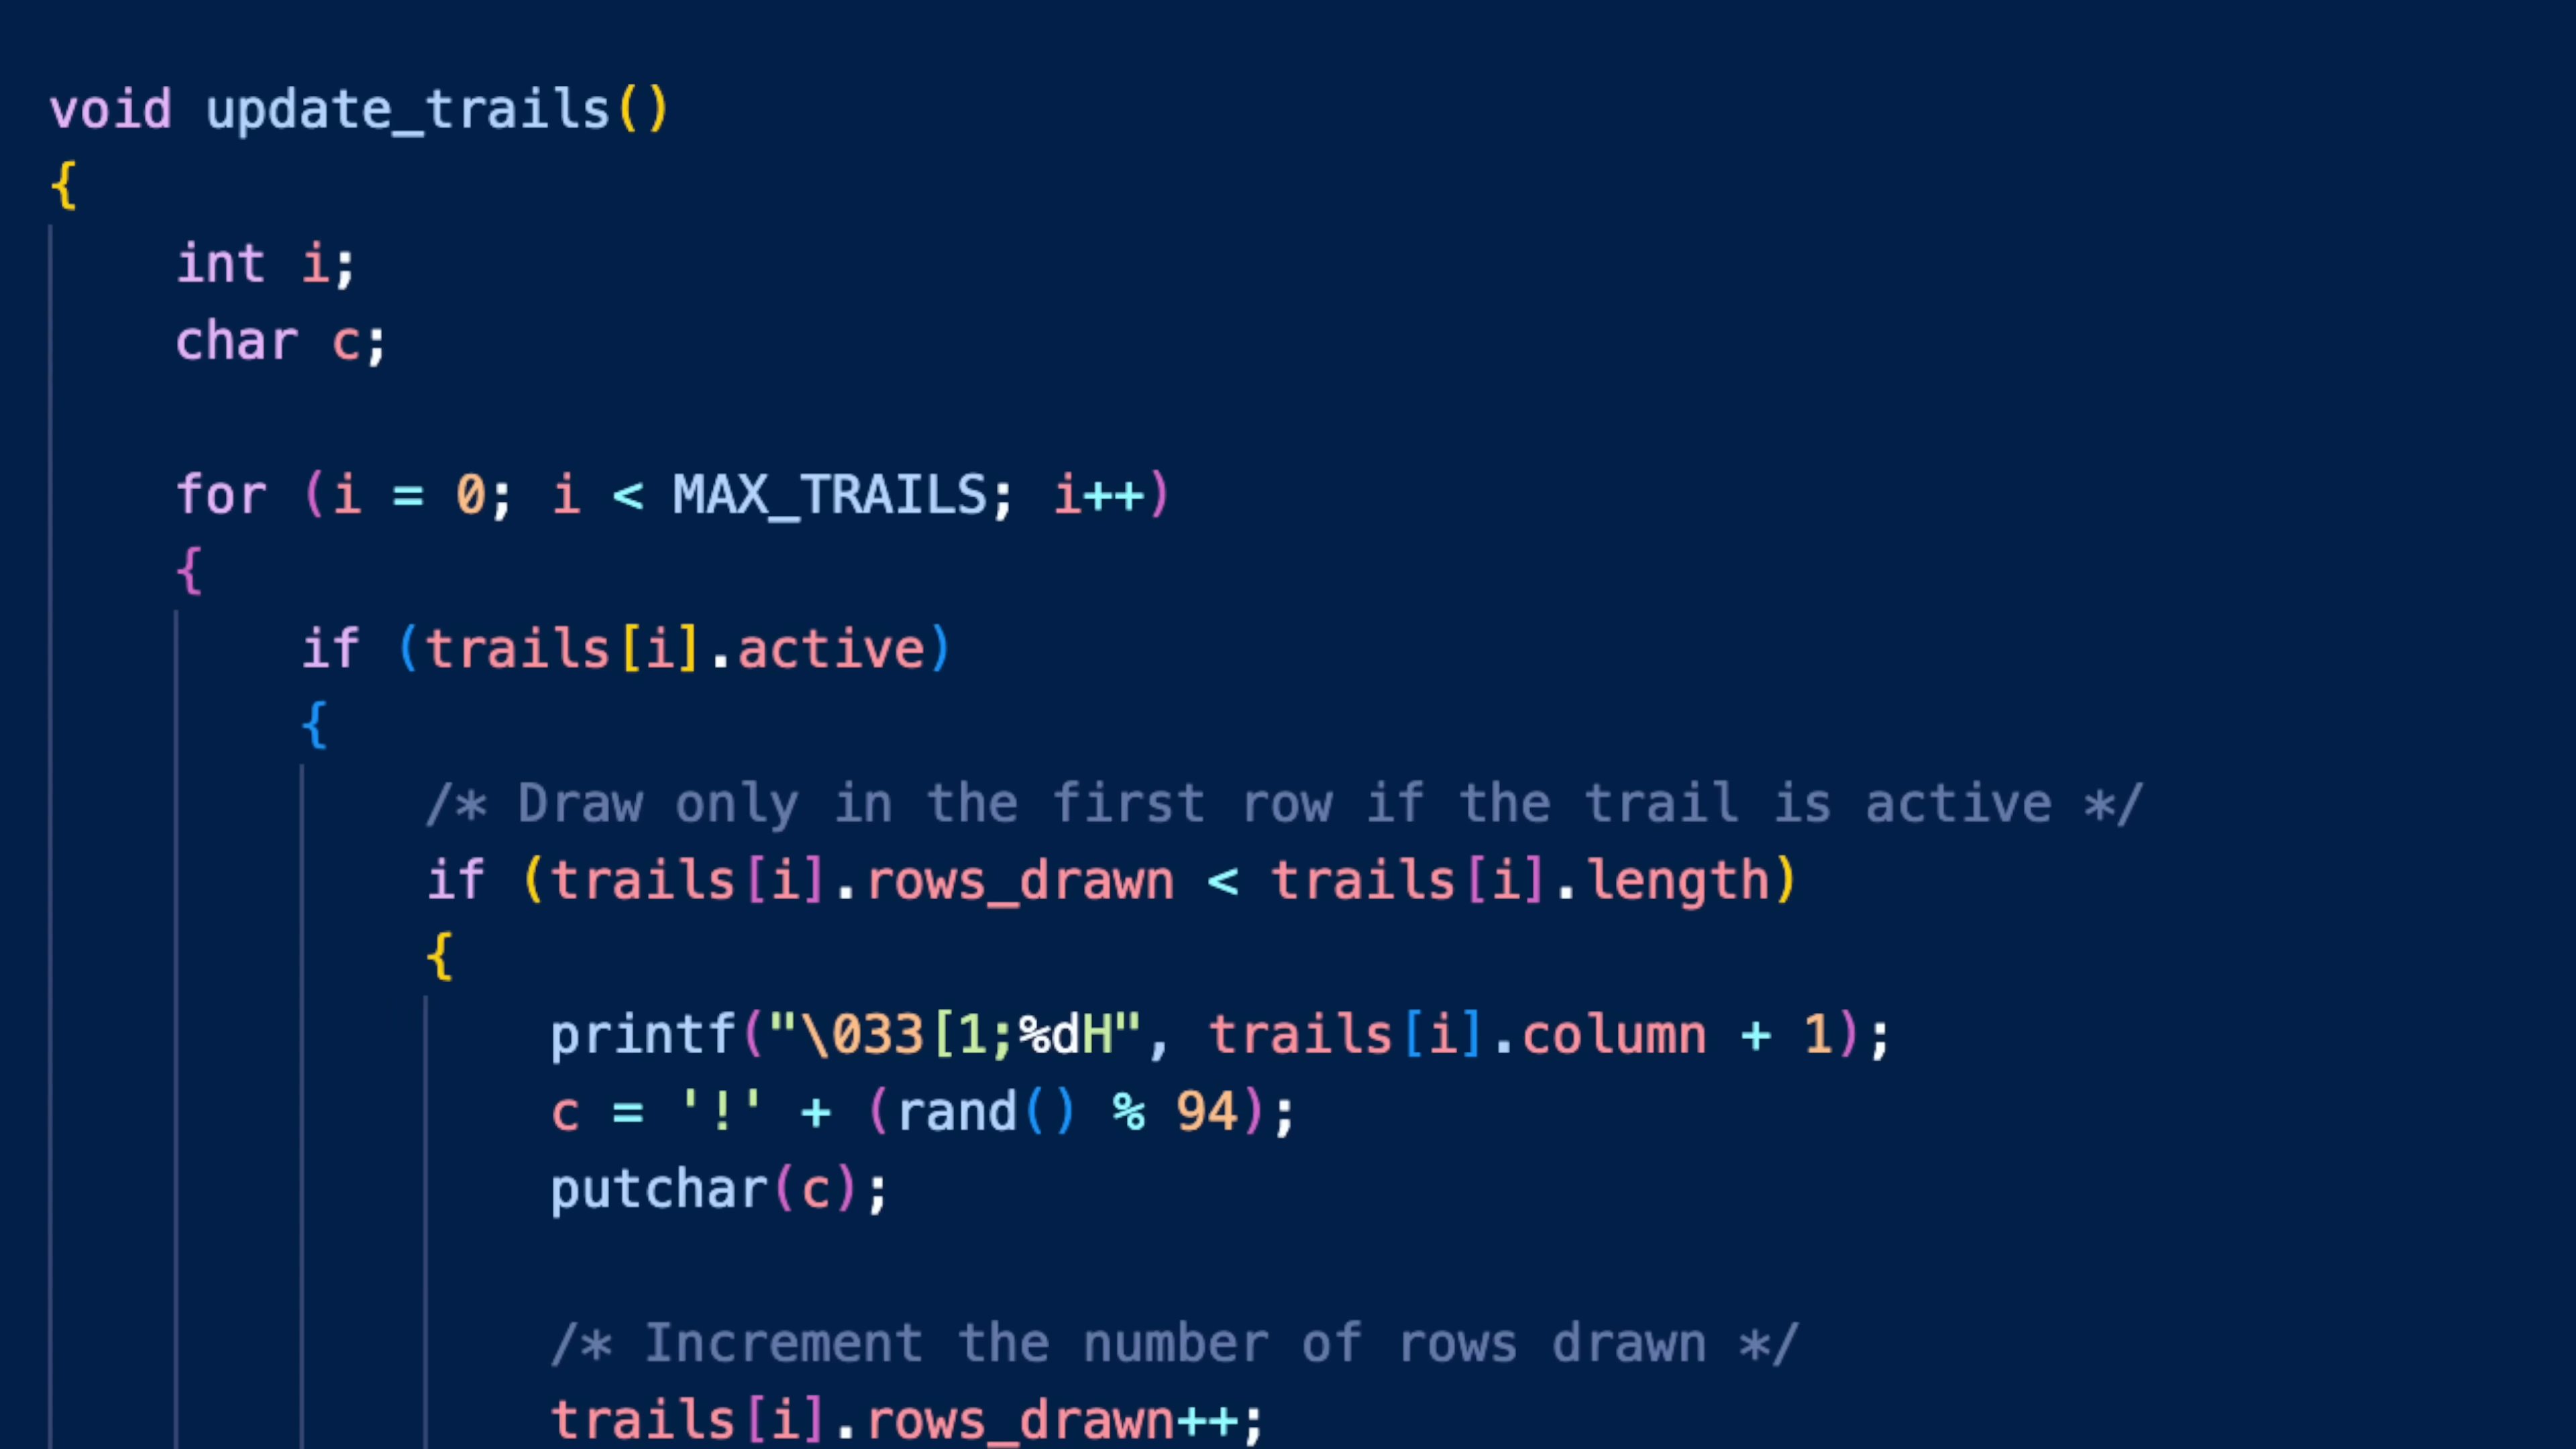 void update_trails()
{
    int i;
    char c;

    for (i = 0; i < MAX_TRAILS; i++)
    {
        if (trails[i].active)
        {
            /* Draw only in the first row if the trail is active */
            if (trails[i].rows_drawn < trails[i].length)
            {
                printf("\033[1;%dH", trails[i].column + 1);
                c = '!' + (rand() % 94);
                putchar(c);

                /* Increment the number of rows drawn */
                trails[i].rows_drawn++;